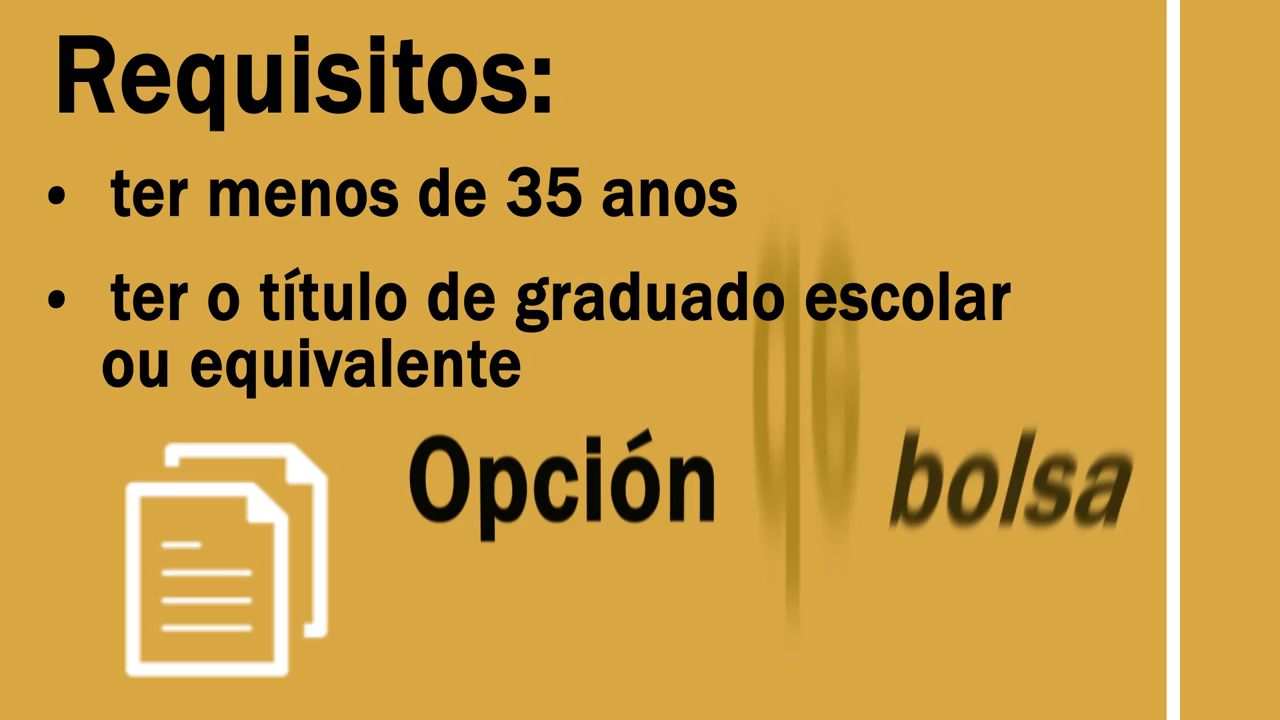 Requisitos:
• ter menos de 35 anos
• ter o título de graduado escolar
ou equivalente
Opción bolsa